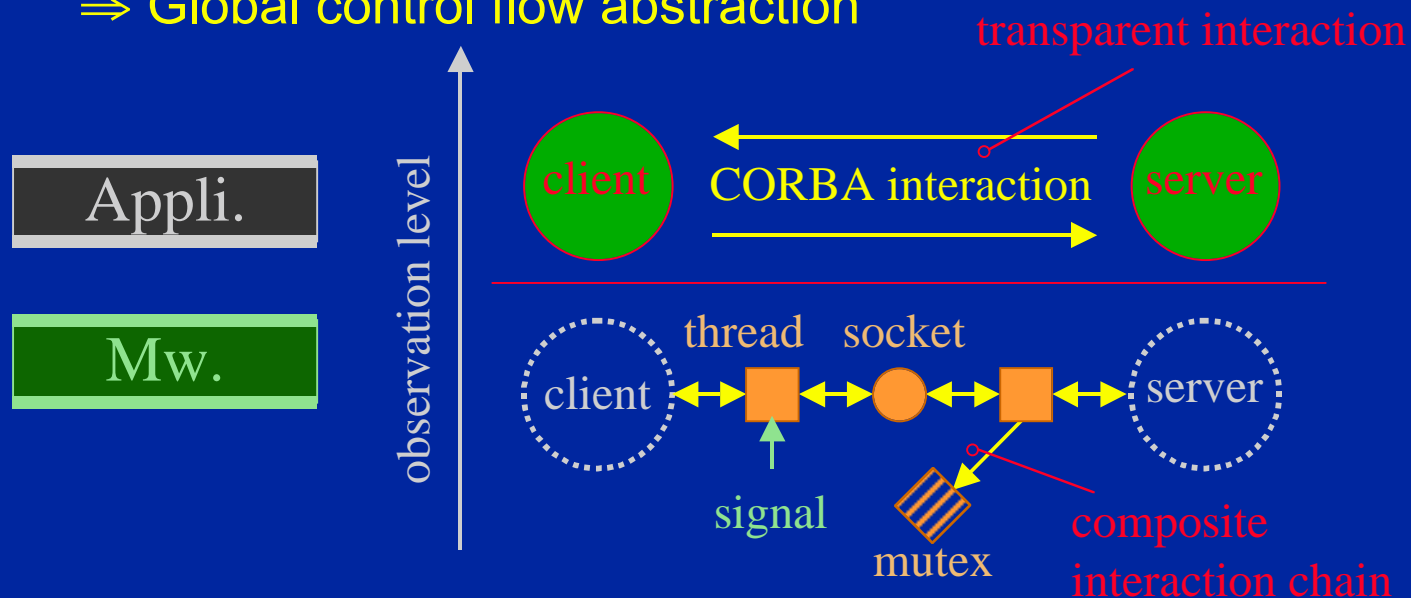 ⇒ Global control flow abstraction
transparent interaction
Appli.
observation level
client
CORBA interaction
server
Mw.
thread
socket
client
server
signal
mutex
composite
interaction chain